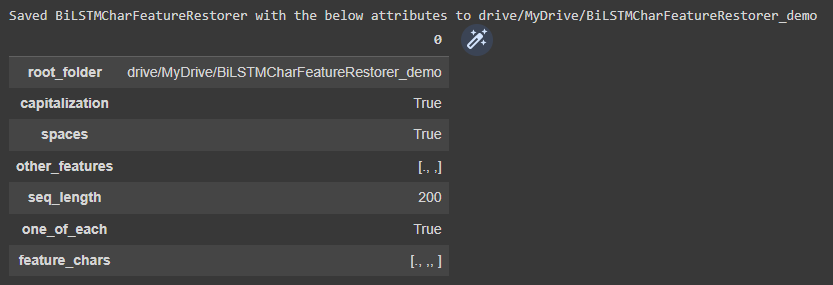 Saved BiLSTMCharFeatureRestorer with the below attributes to drive/MyDrive/BiLSTMCharFeatureRestorer_demo
0
root_folder drive/MyDrive/BiLSTMCharFeatureRestorer_demo
capitalization True
spaces True
other_features [., ,]
seq_length 200
one_of_each True
feature_chars [., ,, ]